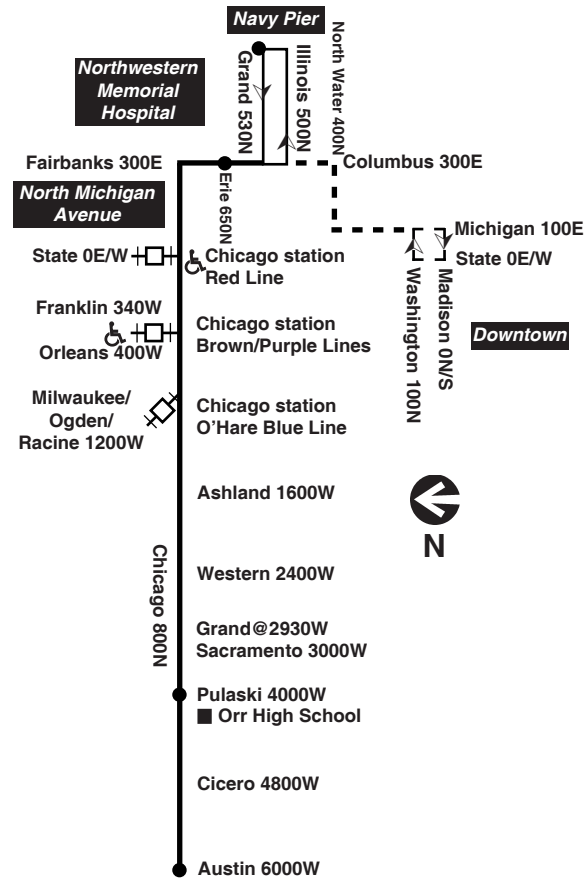 Navy Pier
Grand 530N
Illinois 500N
North Water 400N
Northwestern
Memorial
Hospital
Fairbanks 300E
Erie 650N
Columbus 300E
North Michigan
Avenue
Michigan 100E
State 0E/W
State 0E/W
Chicago station
Red Line
Washington 100N
Madison 0N/S
Downtown
Franklin 340W
Orleans 400W
Chicago station
Brown/Purple Lines
Milwaukee/
Ogden/
Racine 1200W
Chicago station
O'Hare Blue Line
Ashland 1600W
N
Chicago 800N
Western 2400W
Grand@2930W
Sacramento 3000W
Pulaski 4000W
Orr High School
Cicero 4800W
Austin 6000W